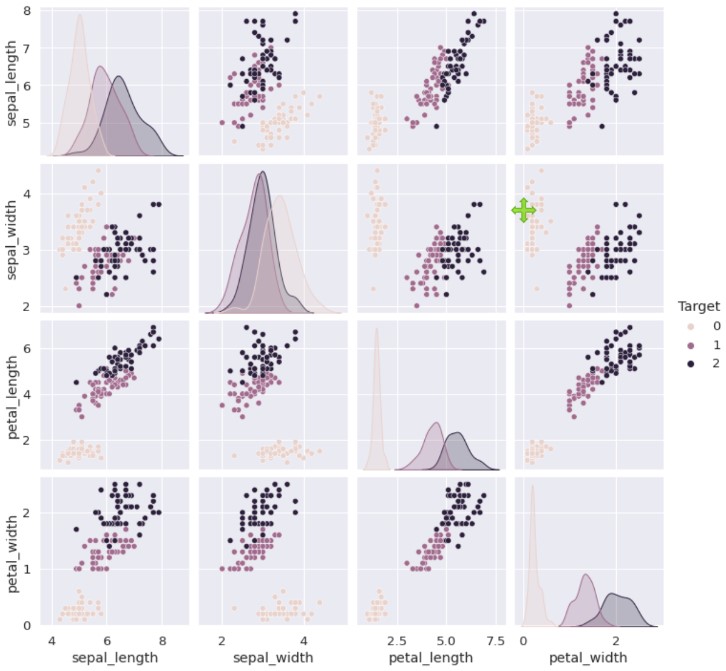 8
7
sepal_length
6
5
4
sepal_width
3
2
Target
0
1
2
6
petal_length
4
2
2
petal_width
1
0
4 6 8 2 4 2.5 5.0 7.5 0 2
sepal_length sepal_width petal_length petal_width